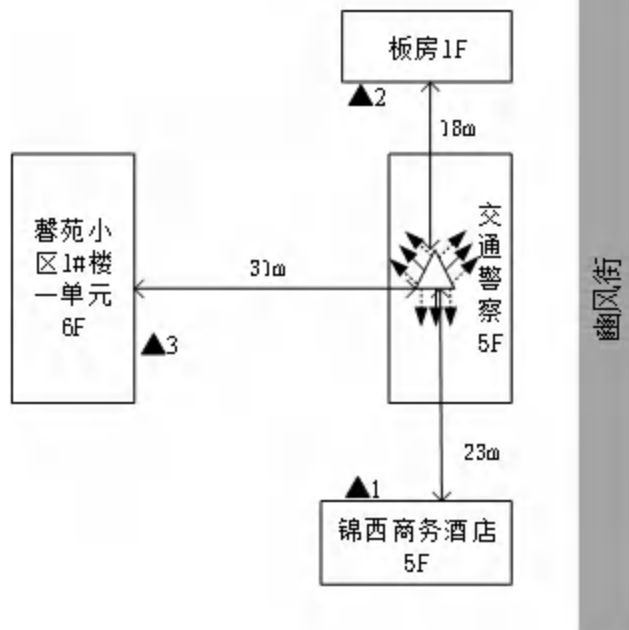 板房1F
▲2
18m
馨苑小
区1#楼
一单元
6F
31m
交
通
警
察
5F
▲3
23m
▲1
锦西商务酒店
5F
豳风街